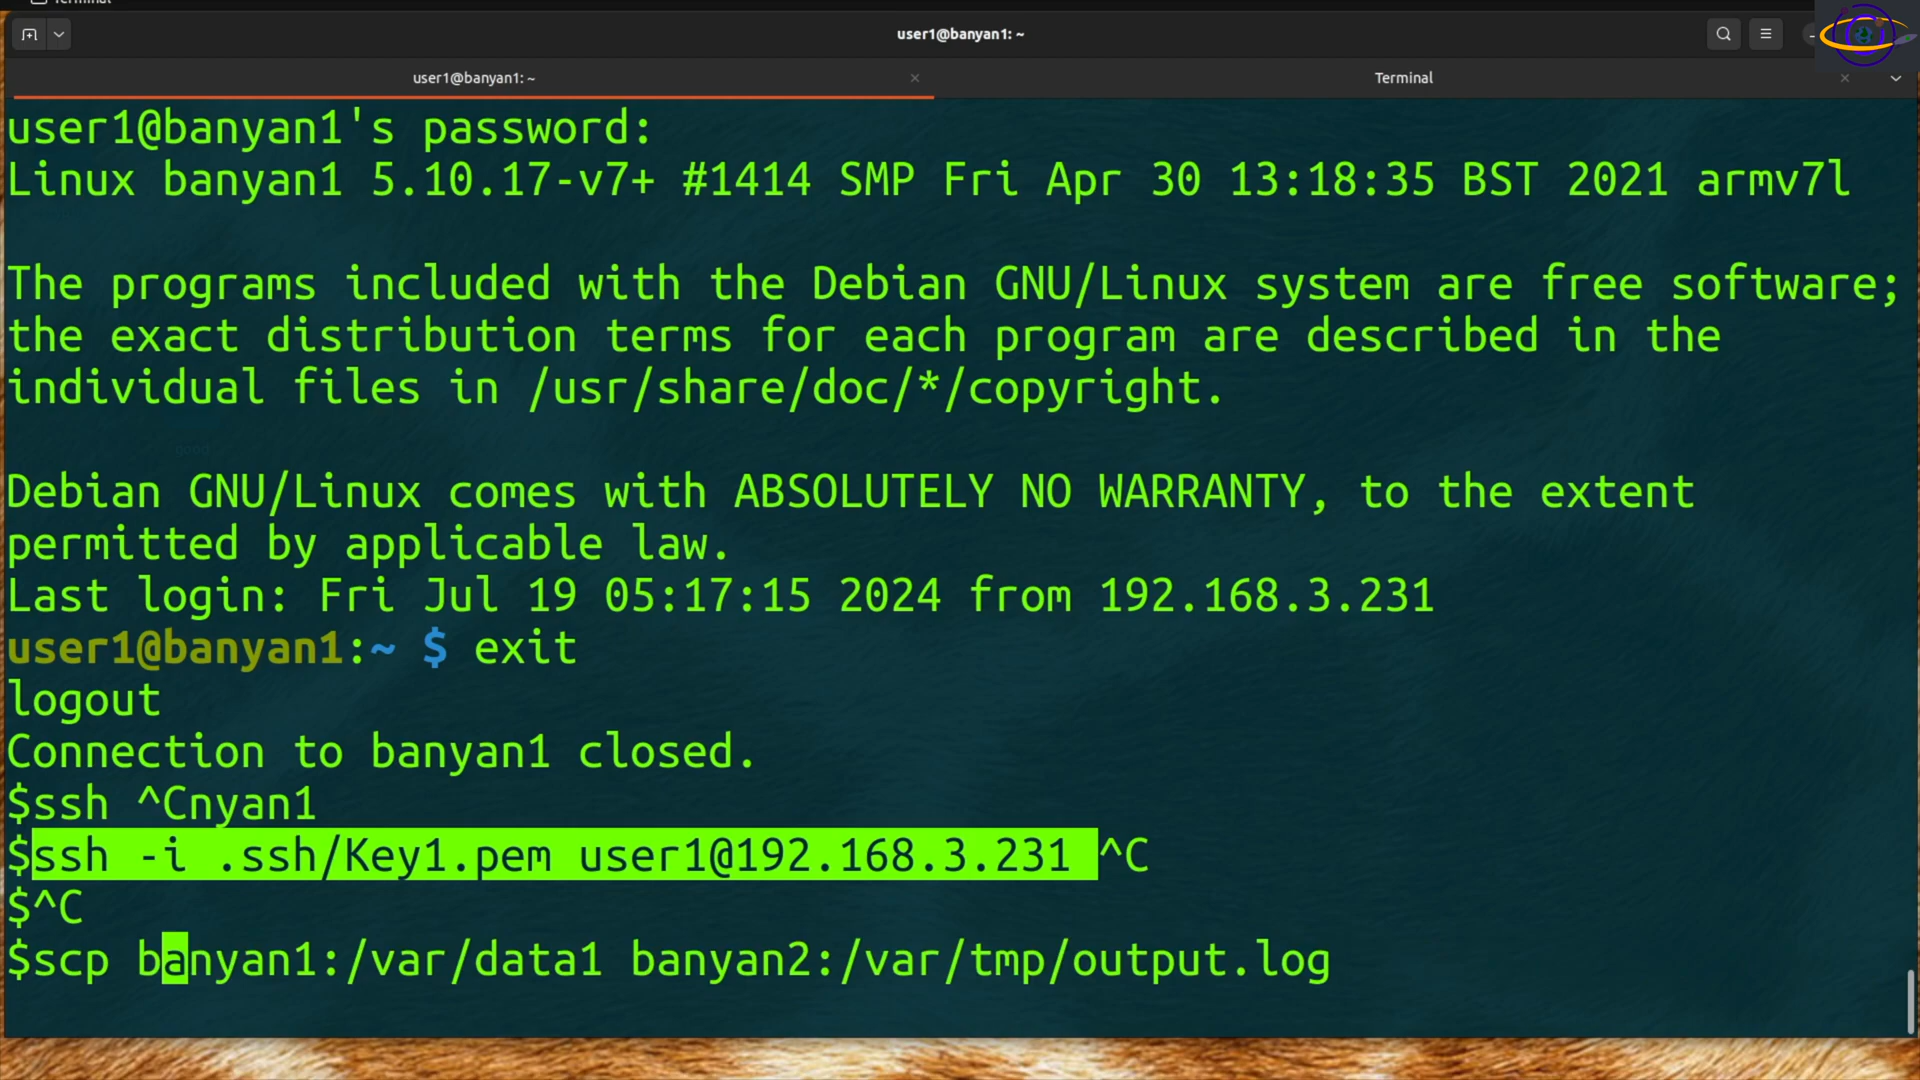 Terminal
user1@banyan1: ~
user1@banyan1: ~
Terminal
user1@banyan1's password:
Linux banyan1 5.10.17-v7+ #1414 SMP Fri Apr 30 13:18:35 BST 2021 armv7l
The programs included with the Debian GNU/Linux system are free software;
the exact distribution terms for each program are described in the
individual files in /usr/share/doc/*/copyright.
good
Debian GNU/Linux comes with ABSOLUTELY NO WARRANTY, to the extent
permitted by applicable law.
Last login: Fri Jul 19 05:17:15 2024 from 192.168.3.231
user1@banyan1:~ $ exit
logout
Connection to banyan1 closed.
$ssh ^Cnyan1
$ssh -i .ssh/Key1.pem user1@192.168.3.231 ^C
$^C
$scp banyan1:/var/data1 banyan2:/var/tmp/output.log